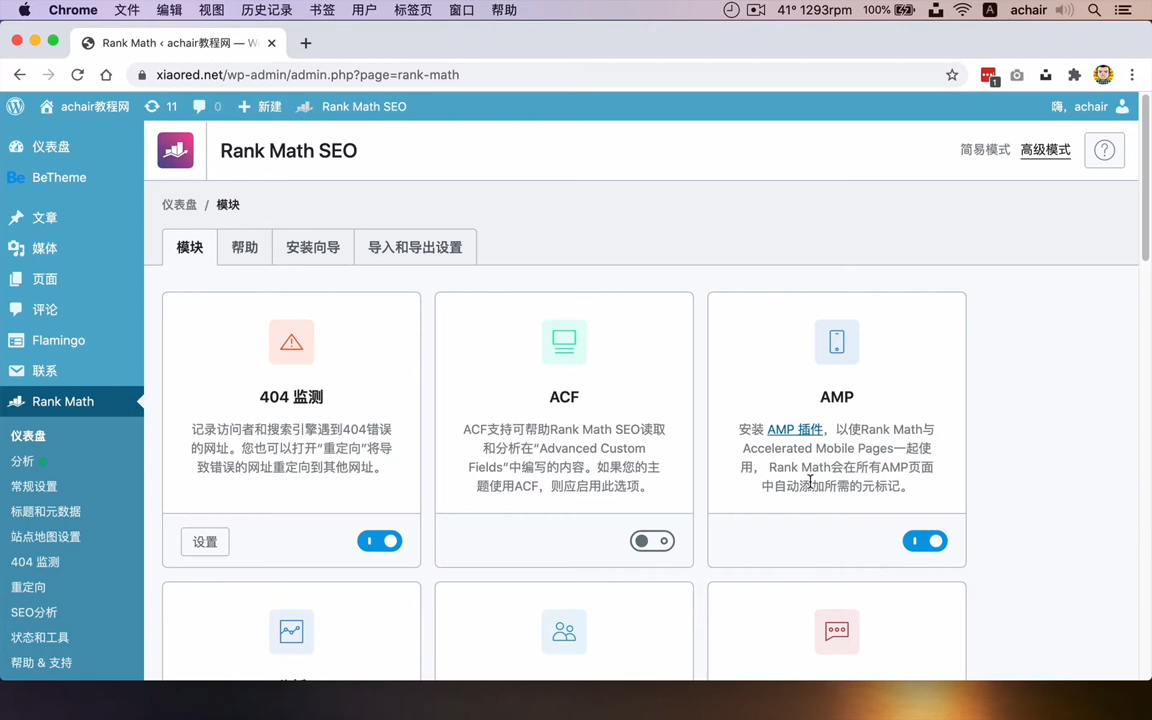 Chrome 文件 编辑 视图 历史记录 书签 用户 标签页 窗口 帮助 41° 1293rpm 100% A achair
Rank Math ‹ achair教程网 — W
xiaored.net/wp-admin/admin.php?page=rank-math
1
achair教程网 11 0 新建 Rank Math SEO 嗨，achair
仪表盘
BeTheme
文章
媒体
页面
评论
Flamingo
联系
Rank Math
仪表盘
分析
常规设置
标题和元数据
站点地图设置
404 监测
重定向
SEO分析
状态和工具
帮助 & 支持
Rank Math SEO
简易模式 高级模式
仪表盘 / 模块
模块 帮助 安装向导 导入和导出设置
404 监测
记录访问者和搜索引擎遇到404错误
的网址。您也可以打开“重定向”将导
致错误的网址重定向到其他网址。
设置
ACF
ACF支持可帮助Rank Math SEO读取
和分析在“Advanced Custom
Fields”中编写的内容。如果您的主
题使用ACF，则应启用此选项。
AMP
安装 AMP 插件，以使Rank Math与
Accelerated Mobile Pages一起使
用， Rank Math会在所有AMP页面
中自动添加所需的元标记。